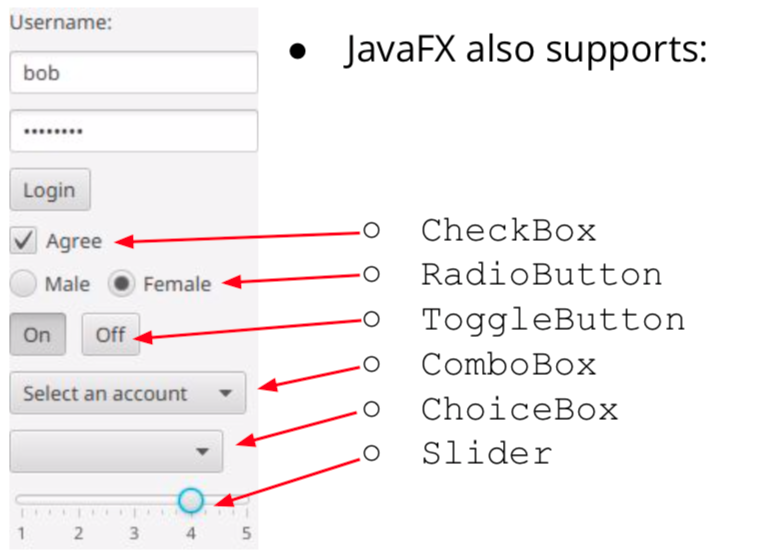 Username:
bob
••••••••
Login
Agree
Male Female
On Off
Select an account
1 2 3 4 5
● JavaFX also supports:
○ CheckBox
○ RadioButton
○ ToggleButton
○ ComboBox
○ ChoiceBox
○ Slider